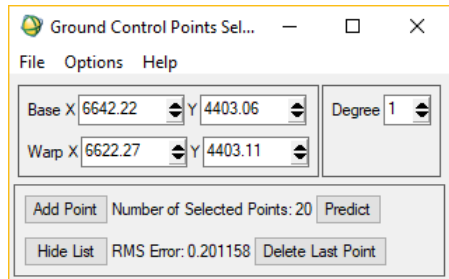 Ground Control Points Sel...
File Options Help
Base X 6642.22 Y 4403.06 Degree 1
Warp X 6622.27 Y 4403.11
Add Point Number of Selected Points: 20 Predict
Hide List RMS Error: 0.201158 Delete Last Point